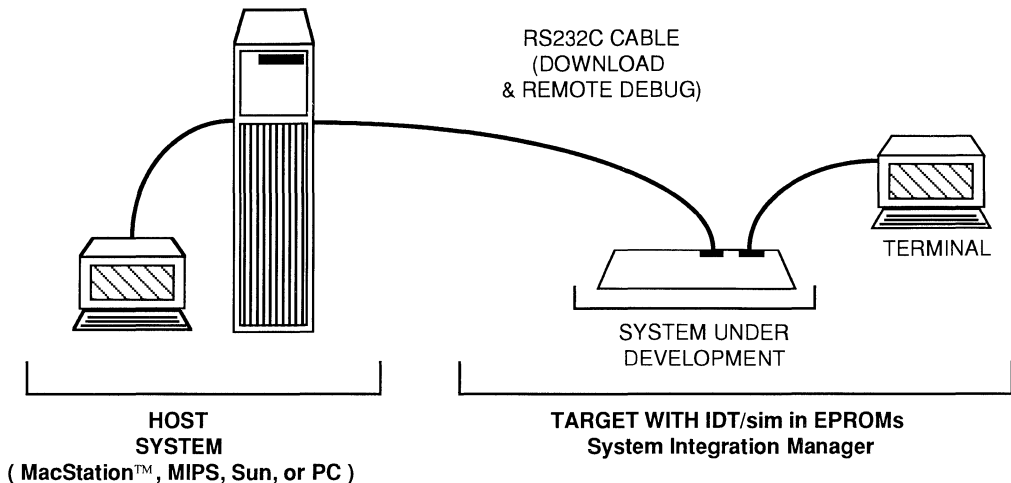 RS232C CABLE
(DOWNLOAD
& REMOTE DEBUG)
TERMINAL
SYSTEM UNDER
DEVELOPMENT
HOST
SYSTEM
( MacStation™, MIPS, Sun, or PC )
TARGET WITH IDT/sim in EPROMs
System Integration Manager